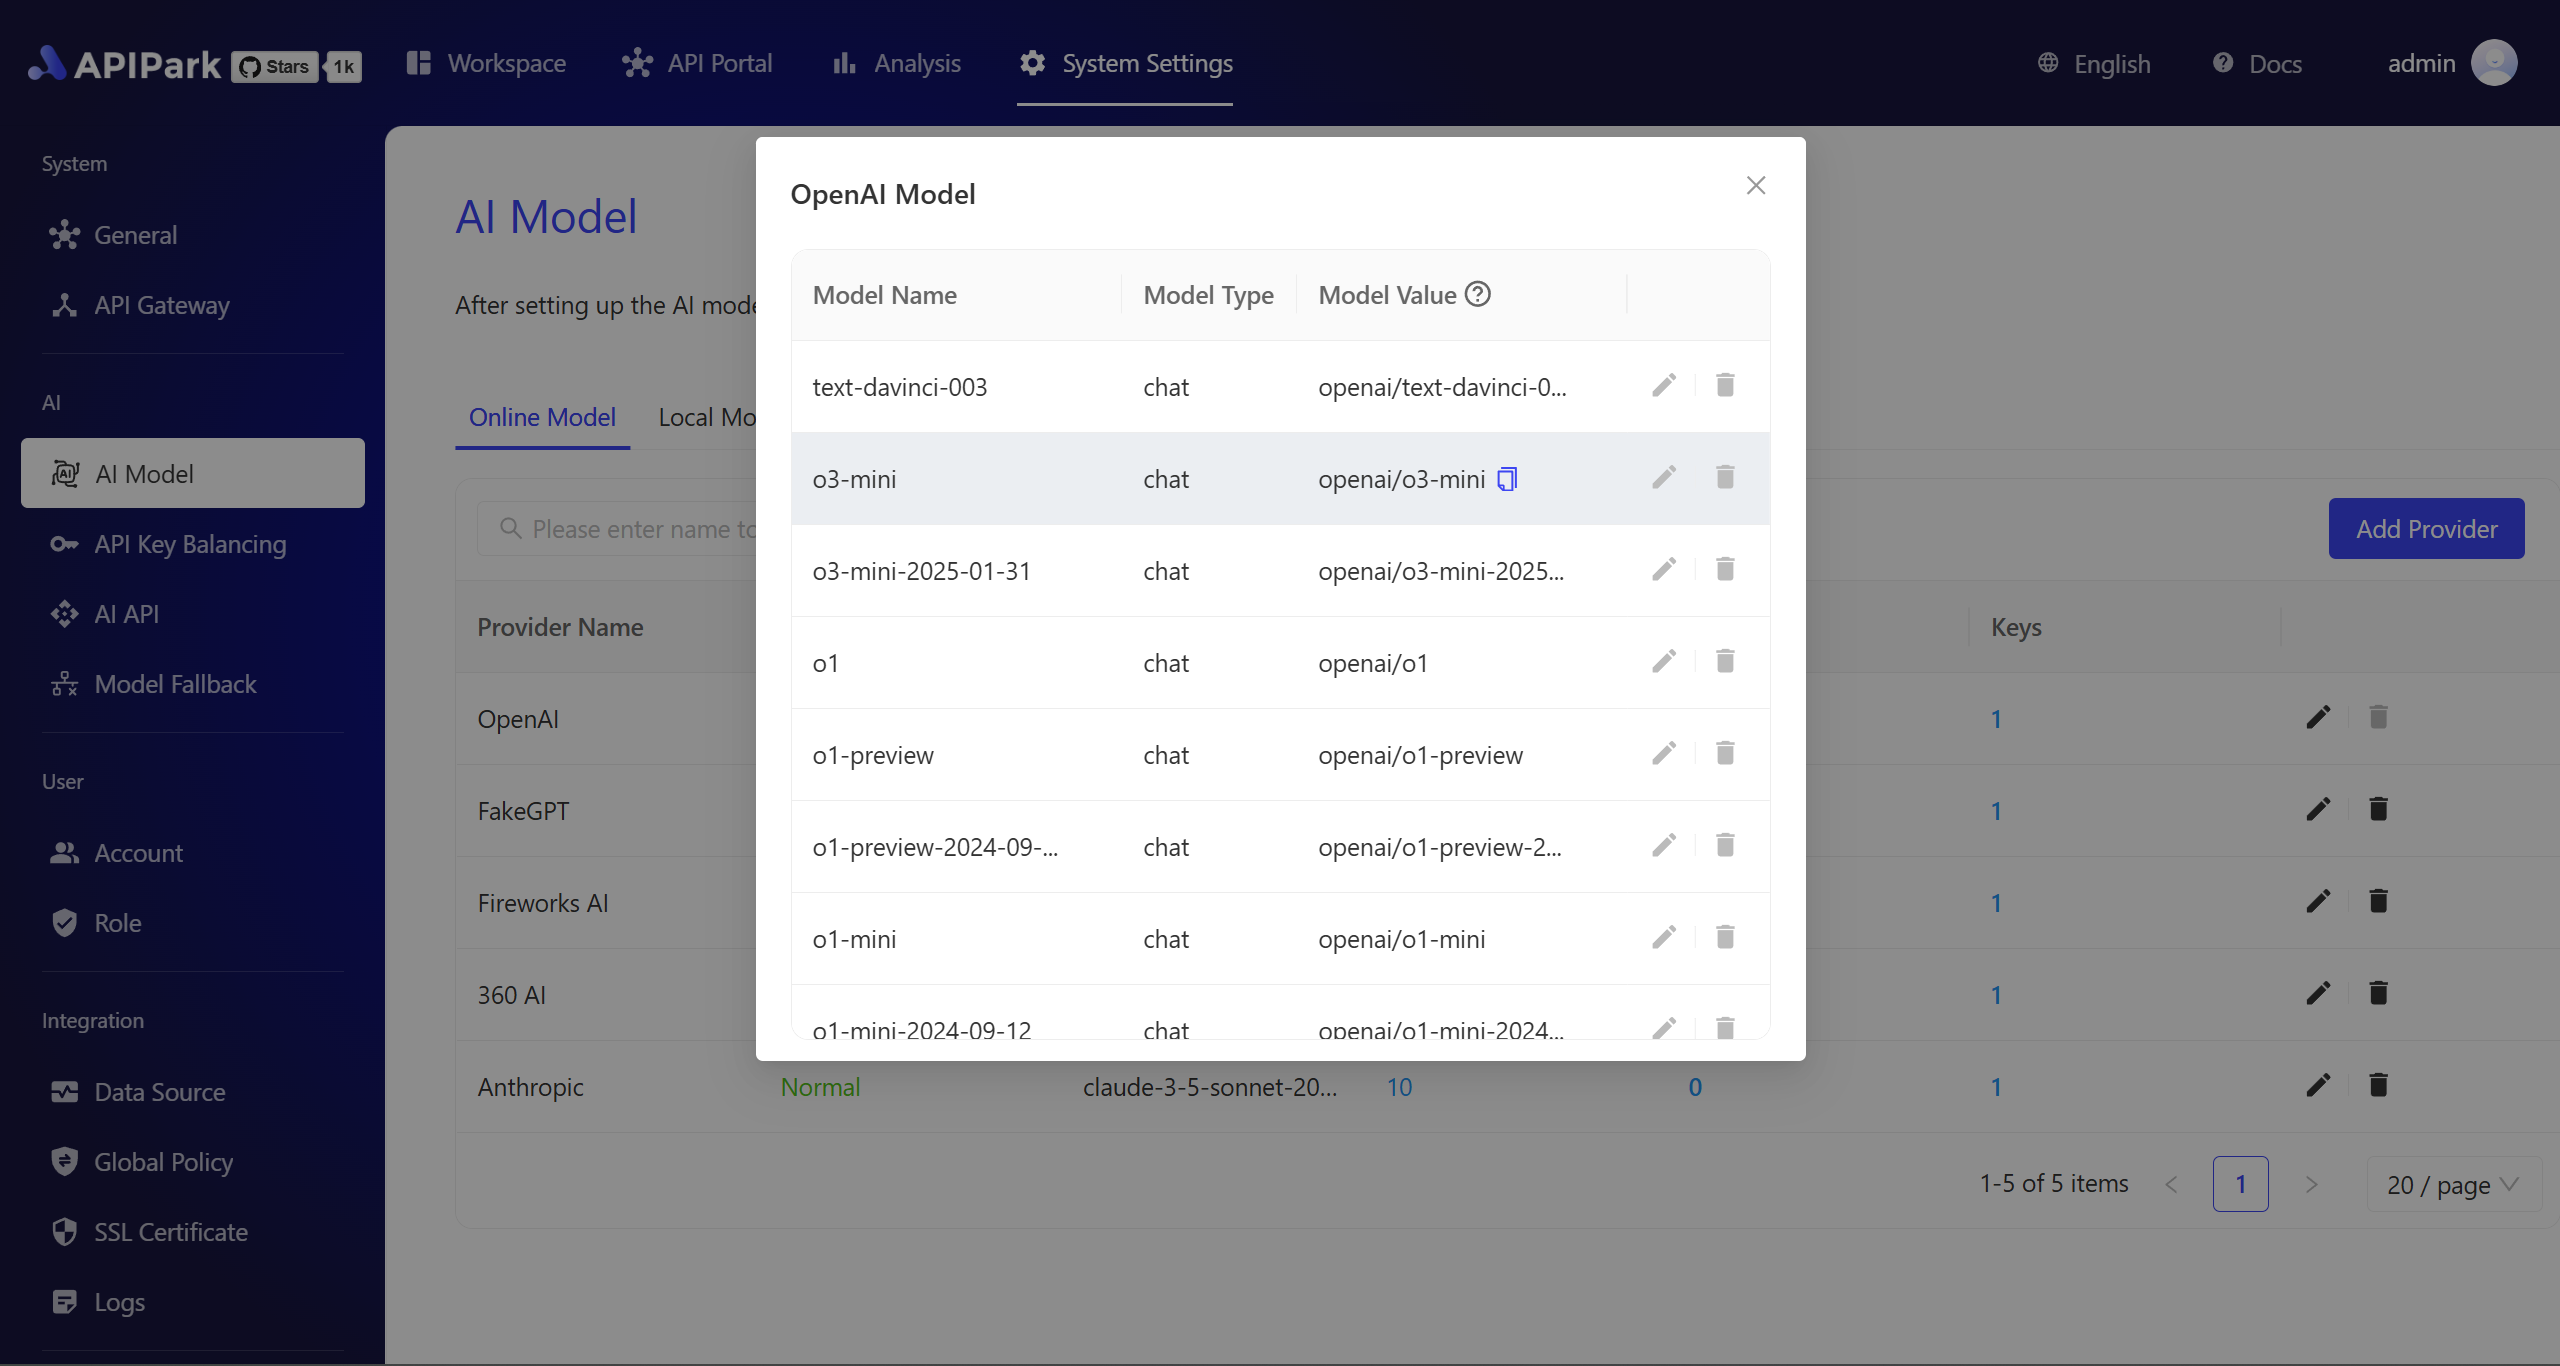 APIPark
Stars
1k
Workspace
API Portal
Analysis
System Settings
English
Docs
admin
System
General
API Gateway
AI
AI Model
API Key Balancing
AI API
Model Fallback
User
Account
Role
Integration
Data Source
Global Policy
SSL Certificate
Logs
AI Model
After setting up the AI mode
Online Model
Local Mo
Please enter name to
Add Provider
Provider Name
Keys
OpenAI
1
FakeGPT
1
Fireworks AI
1
360 AI
1
Anthropic
Normal
claude-3-5-sonnet-20...
10
0
1
1-5 of 5 items
1
20 / page
OpenAI Model
Model Name
Model Type
Model Value
text-davinci-003
chat
openai/text-davinci-0...
o3-mini
chat
openai/o3-mini
o3-mini-2025-01-31
chat
openai/o3-mini-2025...
o1
chat
openai/o1
o1-preview
chat
openai/o1-preview
o1-preview-2024-09-...
chat
openai/o1-preview-2...
o1-mini
chat
openai/o1-mini
o1-mini-2024-09-12
chat
openai/o1-mini-2024...